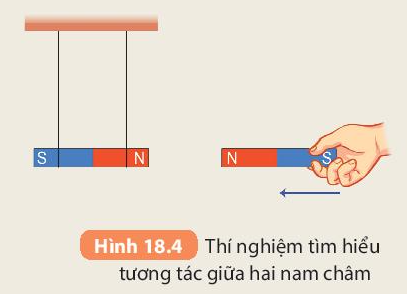 S N N S
Hình 18.4 Thí nghiệm tìm hiểu
tương tác giữa hai nam châm